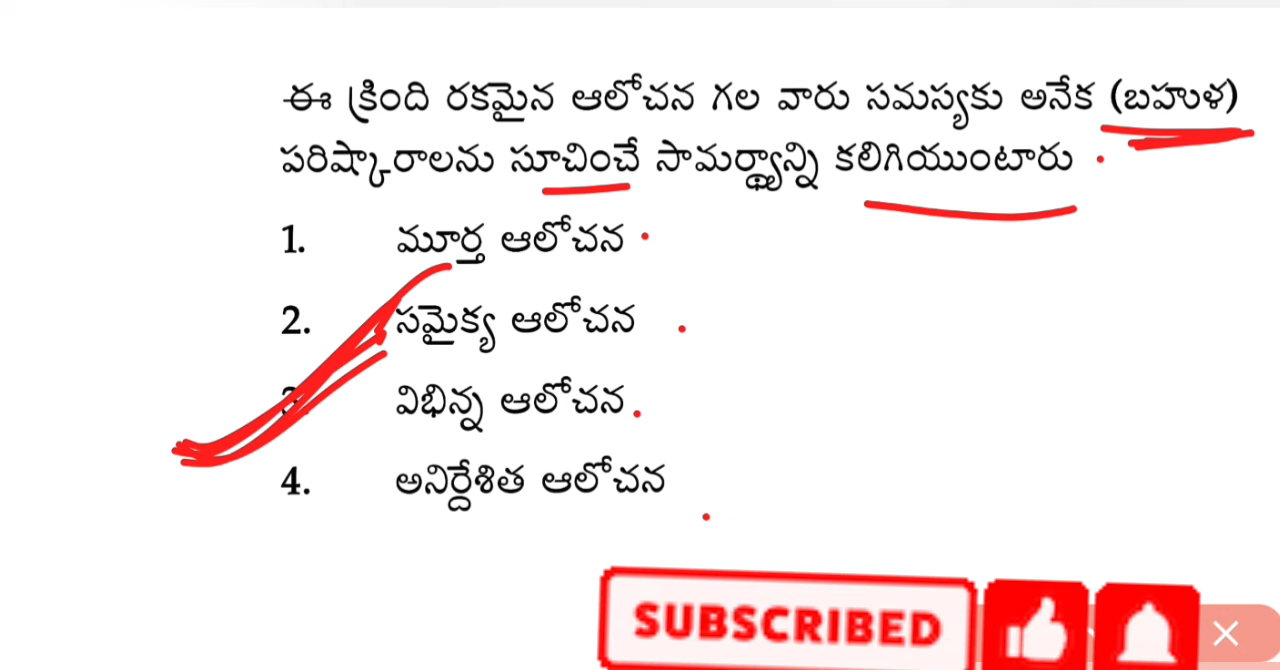 ఈ క్రింది రకమైన ఆలోచన గల వారు సమస్యకు అనేక (బహుళ)
పరిష్కారాలను సూచించే సామర్థ్యాన్ని కలిగియుంటారు
1. మూర్త ఆలోచన
2. సమైక్య ఆలోచన
3. విభిన్న ఆలోచన
4. అనిర్దేశిత ఆలోచన
SUBSCRIBED